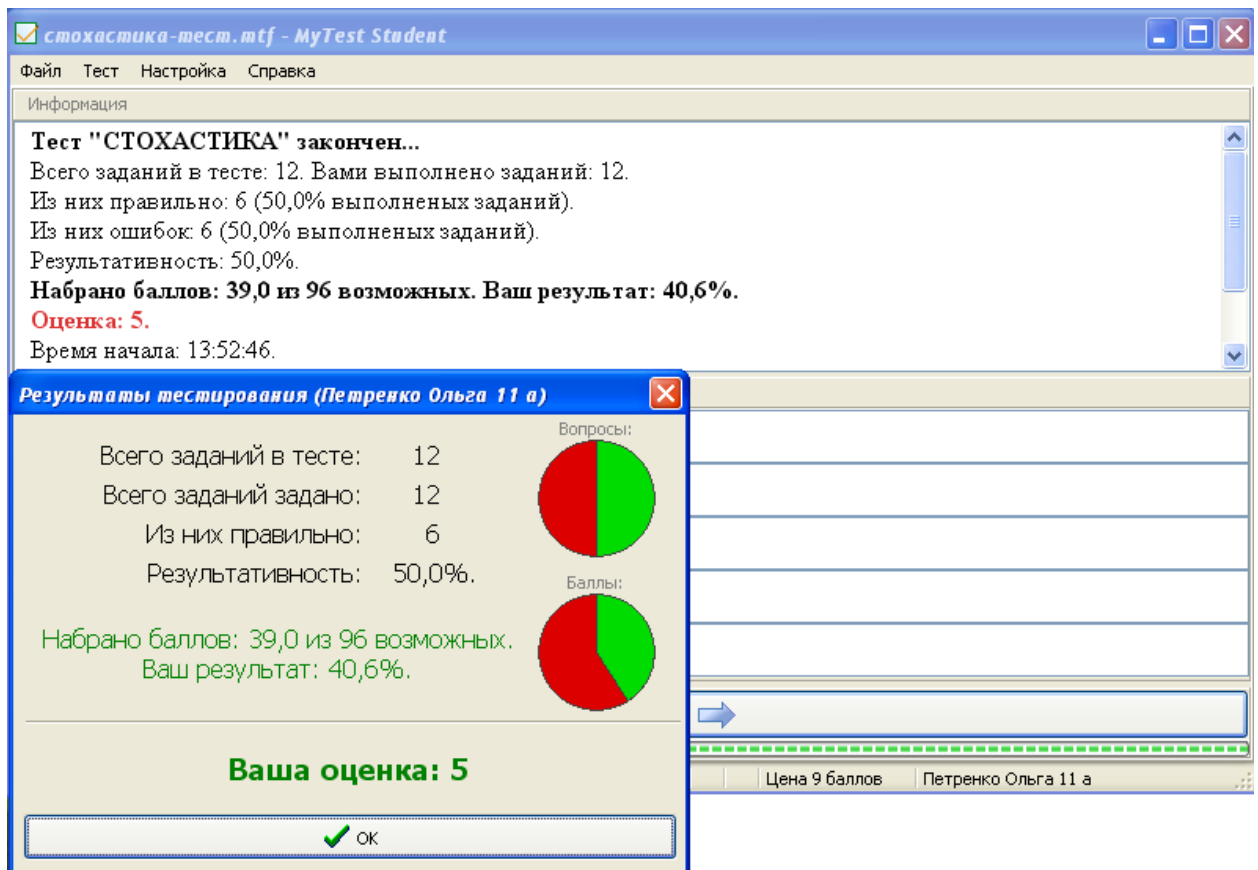 стохастика-тест.mtf - MyTest Student
Файл Тест Настройка Справка
Информация
Тест "СТОХАСТИКА" закончен...
Всего заданий в тесте: 12. Вами выполнено заданий: 12.
Из них правильно: 6 (50,0% выполненых заданий).
Из них ошибок: 6 (50,0% выполненых заданий).
Результативность: 50,0%.
Набрано баллов: 39,0 из 96 возможных. Ваш результат: 40,6%.
Оценка: 5.
Время начала: 13:52:46.
Результаты тестирования (Петренко Ольга 11 а)
Вопросы:
Всего заданий в тесте: 12
Всего заданий задано: 12
Из них правильно: 6
Результативность: 50,0%.
Баллы:
Набрано баллов: 39,0 из 96 возможных.
Ваш результат: 40,6%.
Ваша оценка: 5
ОК
Цена 9 баллов Петренко Ольга 11 а